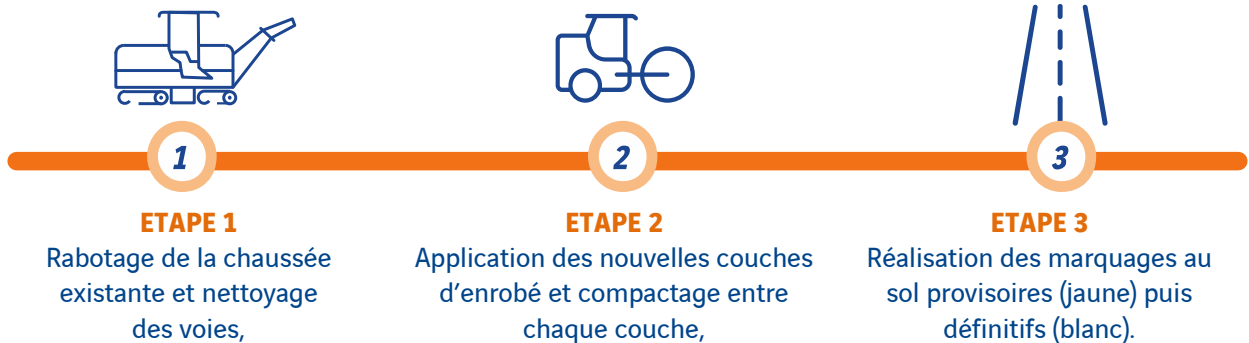 1
2
3
ETAPE 1
Rabotage de la chaussée
existante et nettoyage
des voies,
ETAPE 2
Application des nouvelles couches
d’enrobé et compactage entre
chaque couche,
ETAPE 3
Réalisation des marquages au
sol provisoires (jaune) puis
définitifs (blanc).